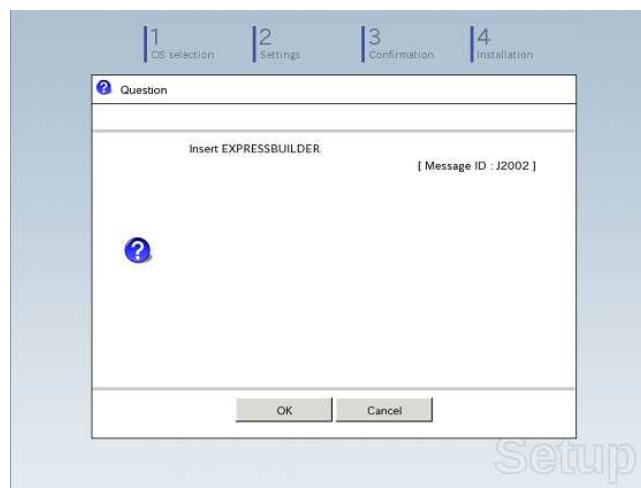 1
OS selection
2
Settings
3
Confirmation
4
Installation
Question
Insert EXPRESSBUILDER.
[ Message ID : J2002 ]
OK
Cancel
Setup